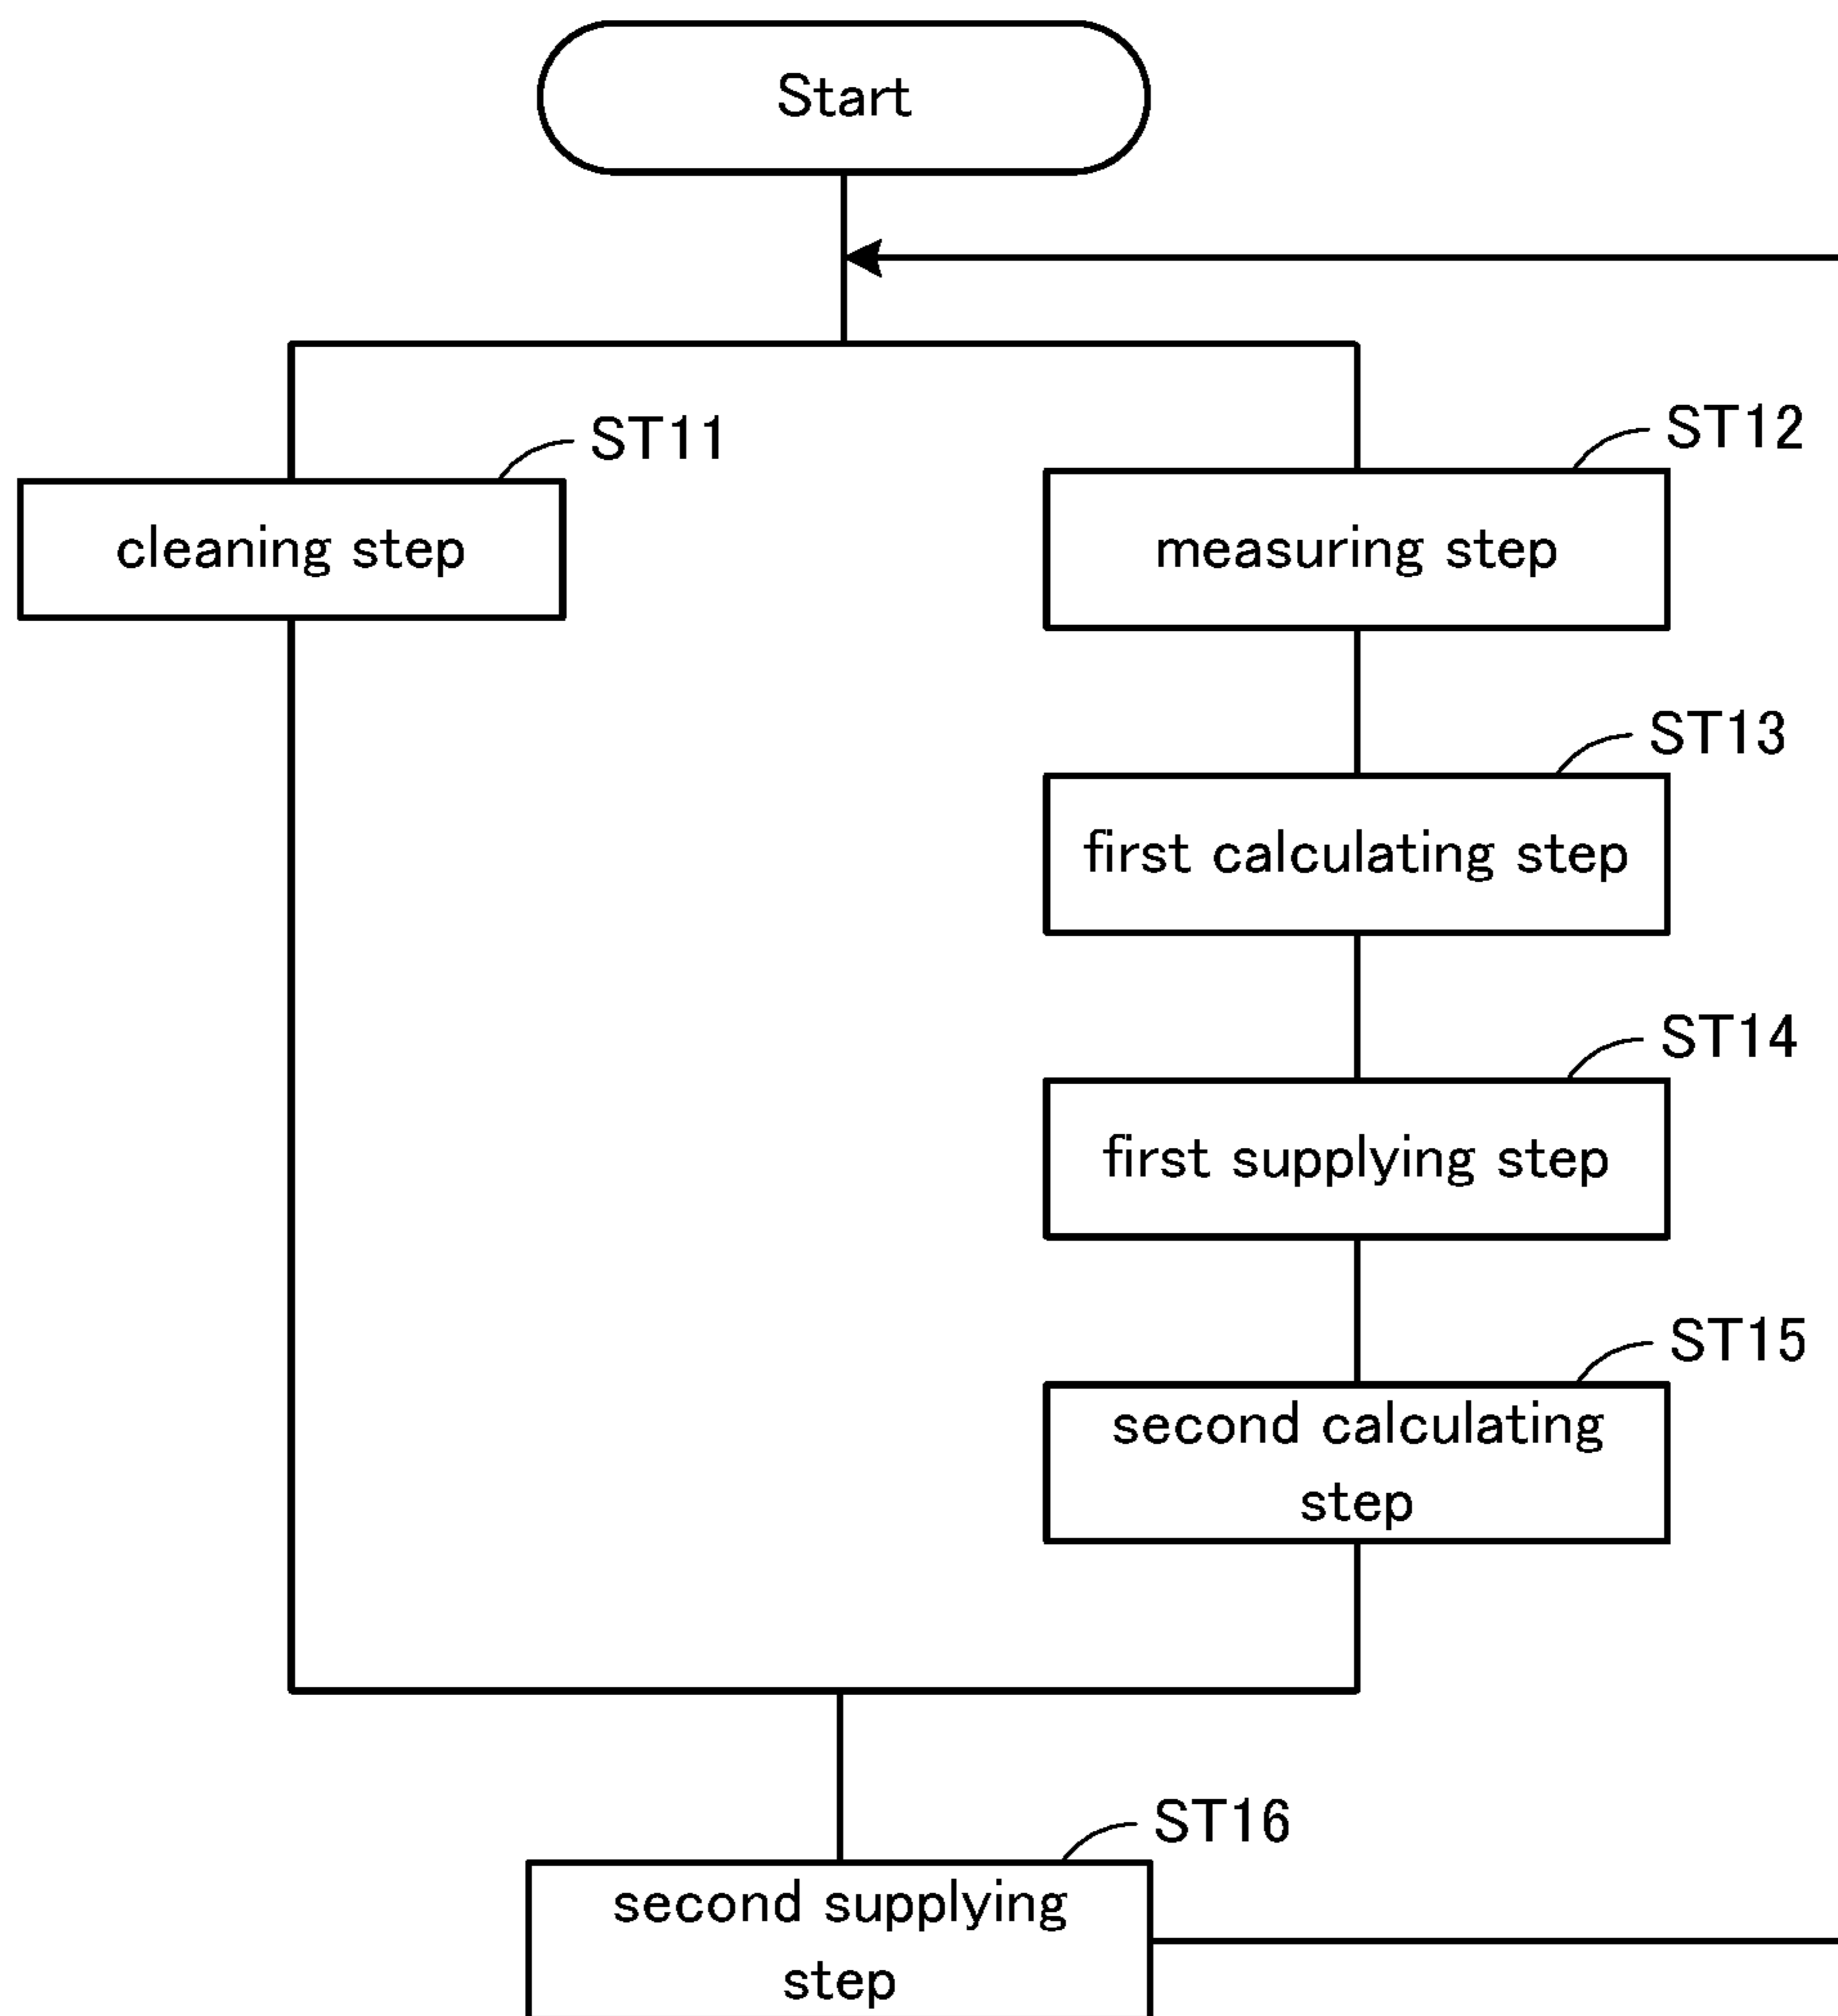 Start
ST11
cleaning step
ST12
measuring step
ST13
first calculating step
ST14
first supplying step
ST15
second calculating
step
ST16
second supplying
step